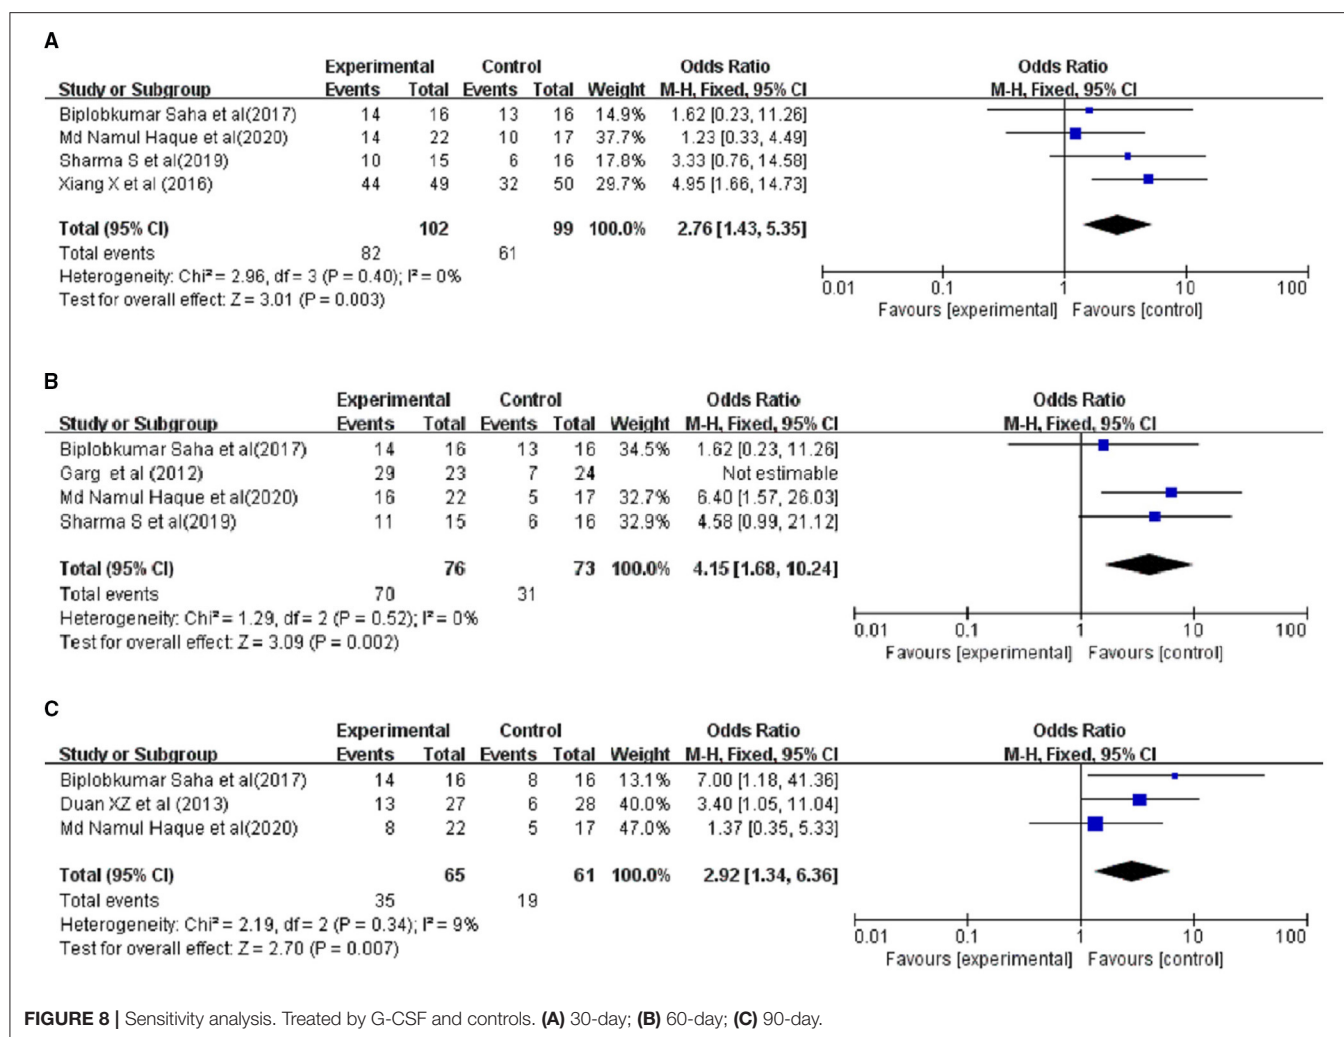 A
Experimental Control Odds Ratio Odds Ratio
Study or Subgroup Events Total Events Total Weight M-H, Fixed, 95% CI M-H, Fixed, 95% CI
Biplobkumar Saha et al(2017) 14 16 13 16 14.9% 1.62 [0.23, 11.26]
Md Namul Haque et al(2020) 14 22 10 17 37.7% 1.23 [0.33, 4.49]
Sharma S et al(2019) 10 15 6 16 17.8% 3.33 [0.76, 14.58]
Xiang X et al (2016) 44 49 32 50 29.7% 4.95 [1.66, 14.73]
Total (95% CI) 102 99 100.0% 2.76 [1.43, 5.35]
Total events 82 61
Heterogeneity: Chi² = 2.96, df = 3 (P = 0.40); I² = 0%
Test for overall effect: Z = 3.01 (P = 0.003)
0.01 0.1 1 10 100
Favours [experimental] Favours [control]
B
Experimental Control Odds Ratio Odds Ratio
Study or Subgroup Events Total Events Total Weight M-H, Fixed, 95% CI M-H, Fixed, 95% CI
Biplobkumar Saha et al(2017) 14 16 13 16 34.5% 1.62 [0.23, 11.26]
Garg et al (2012) 29 23 7 24 Not estimable
Md Namul Haque et al(2020) 16 22 5 17 32.7% 6.40 [1.57, 26.03]
Sharma S et al(2019) 11 15 6 16 32.9% 4.58 [0.99, 21.12]
Total (95% CI) 76 73 100.0% 4.15 [1.68, 10.24]
Total events 70 31
Heterogeneity: Chi² = 1.29, df = 2 (P = 0.52); I² = 0%
Test for overall effect: Z = 3.09 (P = 0.002)
0.01 0.1 1 10 100
Favours [experimental] Favours [control]
C
Experimental Control Odds Ratio Odds Ratio
Study or Subgroup Events Total Events Total Weight M-H, Fixed, 95% CI M-H, Fixed, 95% CI
Biplobkumar Saha et al(2017) 14 16 8 16 13.1% 7.00 [1.18, 41.36]
Duan XZ et al (2013) 13 27 6 28 40.0% 3.40 [1.05, 11.04]
Md Namul Haque et al(2020) 8 22 5 17 47.0% 1.37 [0.35, 5.33]
Total (95% CI) 65 61 100.0% 2.92 [1.34, 6.36]
Total events 35 19
Heterogeneity: Chi² = 2.19, df = 2 (P = 0.34); I² = 9%
Test for overall effect: Z = 2.70 (P = 0.007)
0.01 0.1 1 10 100
Favours [experimental] Favours [control]
FIGURE 8 | Sensitivity analysis. Treated by G-CSF and controls. (A) 30-day; (B) 60-day; (C) 90-day.